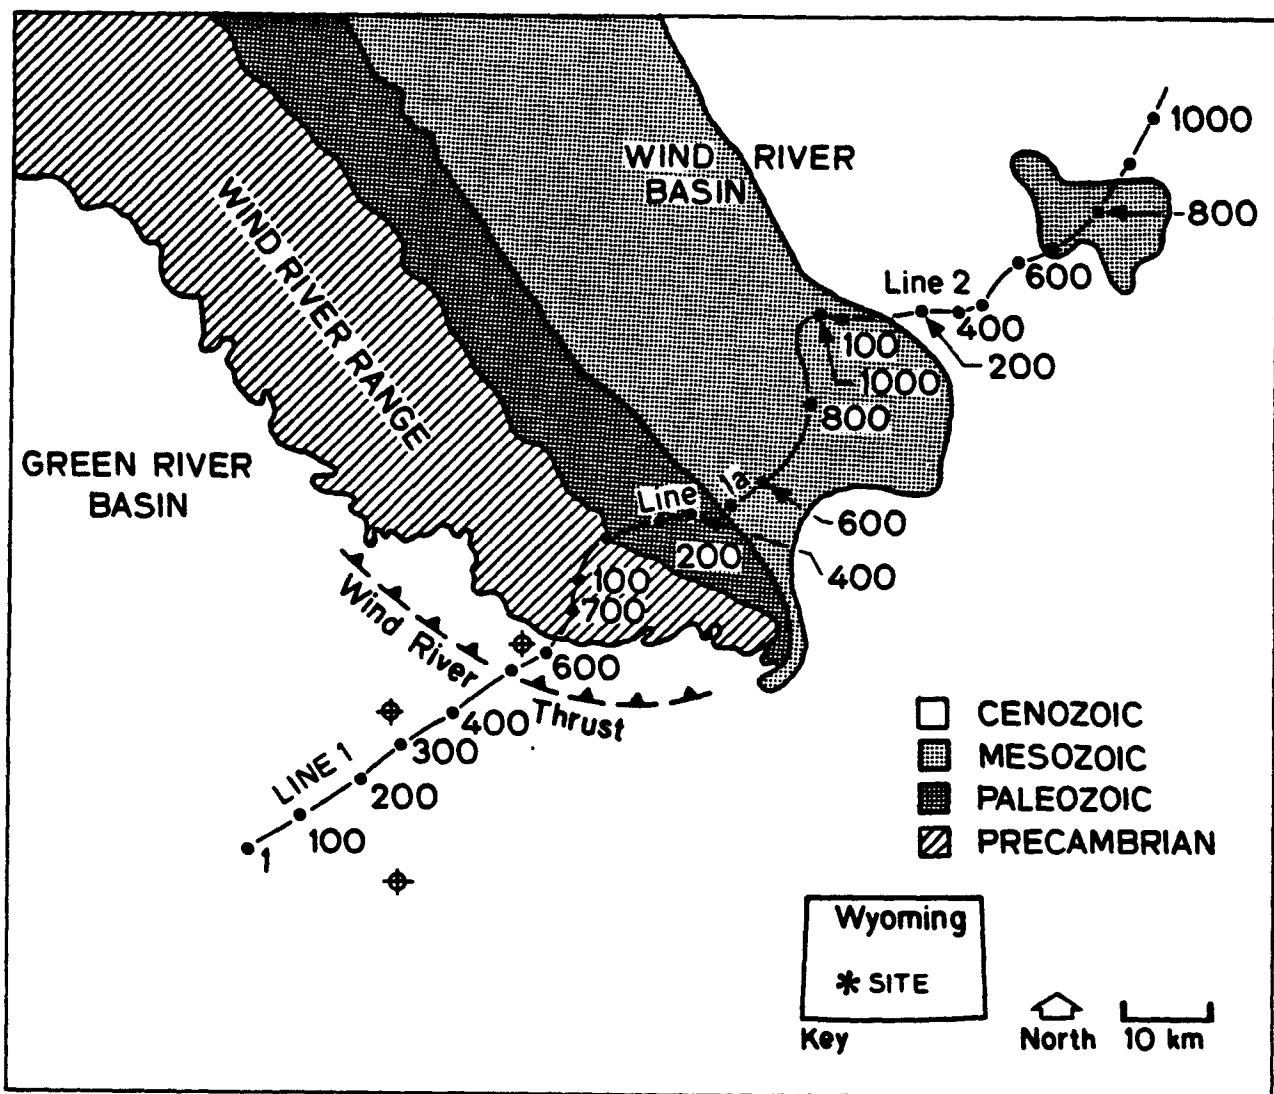 1000
WIND RIVER
BASIN
800
WIND RIVER RANGE
600
Line 2
400
100
200
1000
800
GREEN RIVER
BASIN
Line 1a
600
200
400
100
700
Wind River
Thrust
600
400
300
LINE 1
200
100
1
CENOZOIC
MESOZOIC
PALEOZOIC
PRECAMBRIAN
Wyoming
* SITE
Key
North
10 km